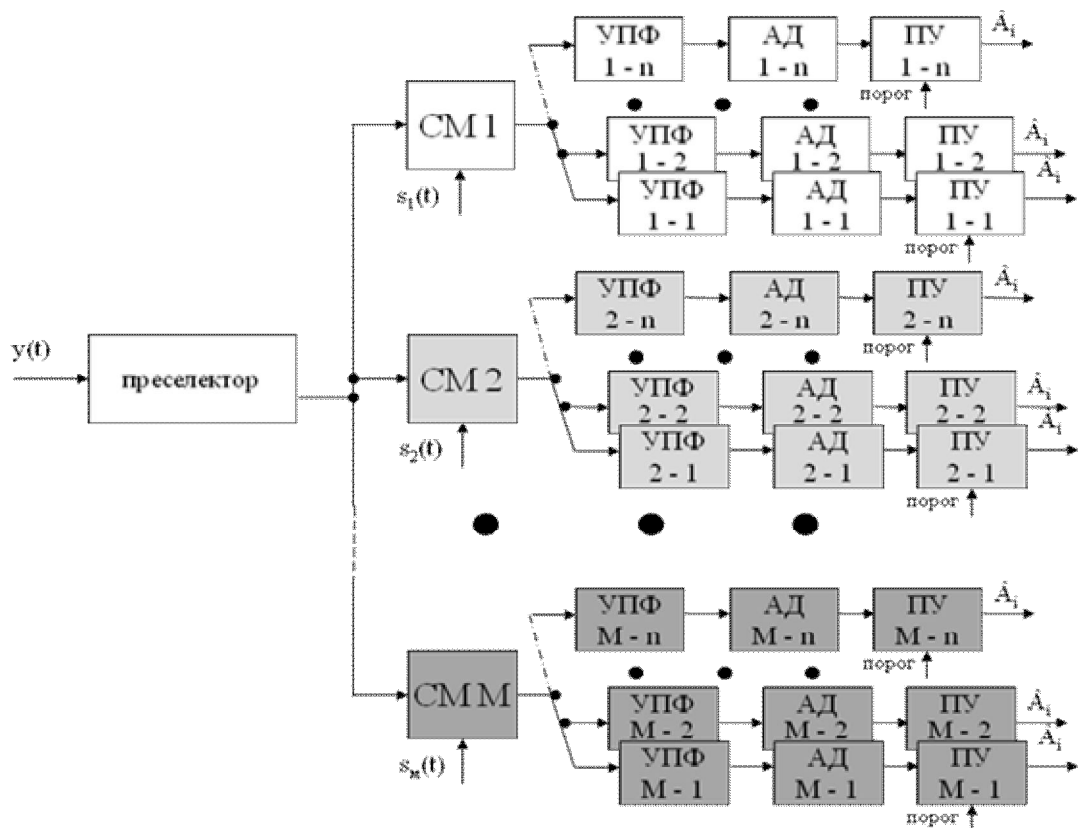 УПФ
1 - n
АД
1 - n
ПУ
1 - n
Âᵢ
порог
СМ 1
s₁(t)
УПФ
1 - 2
АД
1 - 2
ПУ
1 - 2
Âᵢ
УПФ
1 - 1
АД
1 - 1
ПУ
1 - 1
Âᵢ
порог
УПФ
2 - n
АД
2 - n
ПУ
2 - n
Âᵢ
порог
y(t)
преселектор
СМ 2
s₂(t)
УПФ
2 - 2
АД
2 - 2
ПУ
2 - 2
Âᵢ
УПФ
2 - 1
АД
2 - 1
ПУ
2 - 1
Âᵢ
порог
УПФ
М - n
АД
М - n
ПУ
М - n
Âᵢ
порог
СМ М
sₘ(t)
УПФ
М - 2
АД
М - 2
ПУ
М - 2
Âᵢ
УПФ
М - 1
АД
М - 1
ПУ
М - 1
Âᵢ
порог